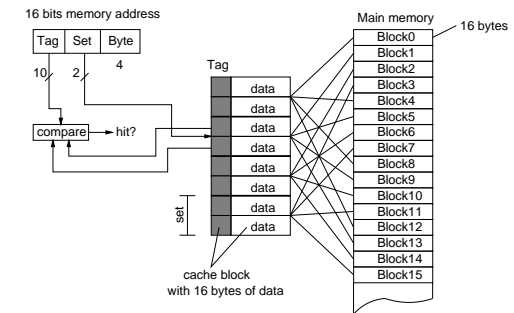 16 bits memory address
Tag Set Byte
10 2 4
compare
hit?
Tag
data
data
data
data
data
data
data
data
set
cache block
with 16 bytes of data
Main memory
16 bytes
Block0
Block1
Block2
Block3
Block4
Block5
Block6
Block7
Block8
Block9
Block10
Block11
Block12
Block13
Block14
Block15